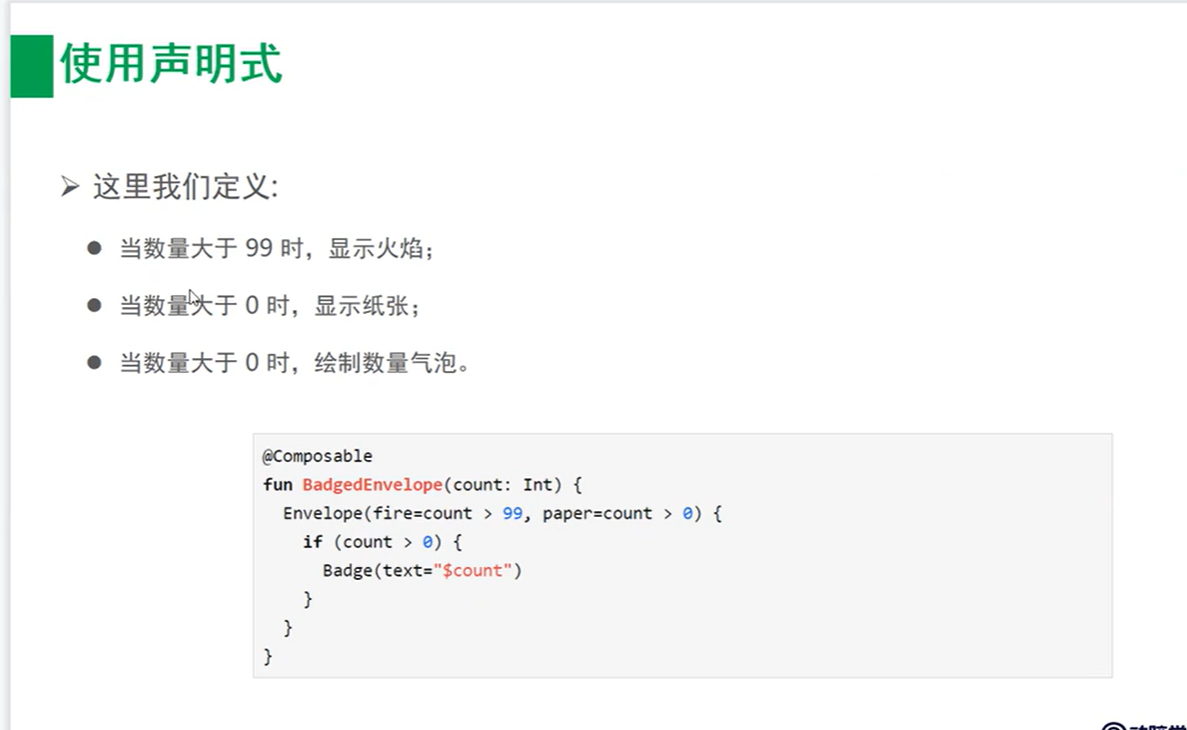 使用声明式
➢ 这里我们定义:
● 当数量大于 99 时，显示火焰；
● 当数量大于 0 时，显示纸张；
● 当数量大于 0 时，绘制数量气泡。
@Composable
fun BadgedEnvelope(count: Int) {
  Envelope(fire=count > 99, paper=count > 0) {
    if (count > 0) {
      Badge(text="$count")
    }
  }
}